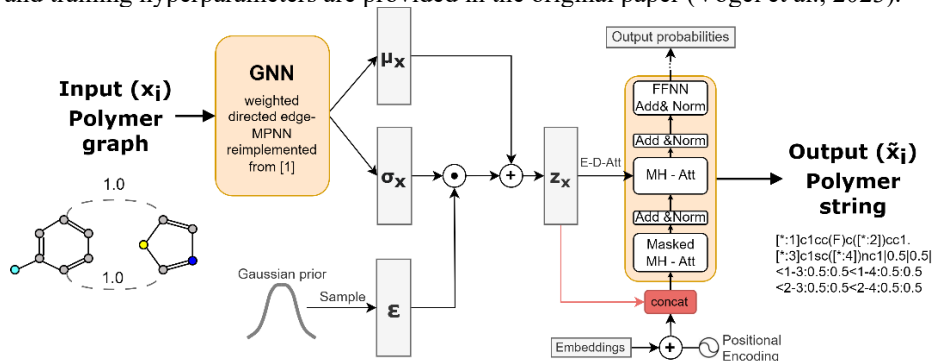 and training hyperparameters are provided in the original paper (Vogel et al., 2023).
Input (xᵢ)
Polymer
graph
1.0
1.0
GNN
weighted
directed edge-
MPNN
reimplemented
from [1]
Gaussian prior
Sample
μx
σx
ε
zx
E-D-Att
Output probabilities
FFNN
Add& Norm
Add & Norm
MH - Att
Add &Norm
Masked
MH - Att
concat
Embeddings
Positional
Encoding
Output (x̃ᵢ)
Polymer
string
[*:1]c1cc(F)c([*:2])cc1.
[*:3]c1sc([*:4])nc1|0.5|0.5|
<1-3:0.5:0.5<1-4:0.5:0.5
<2-3:0.5:0.5<2-4:0.5:0.5